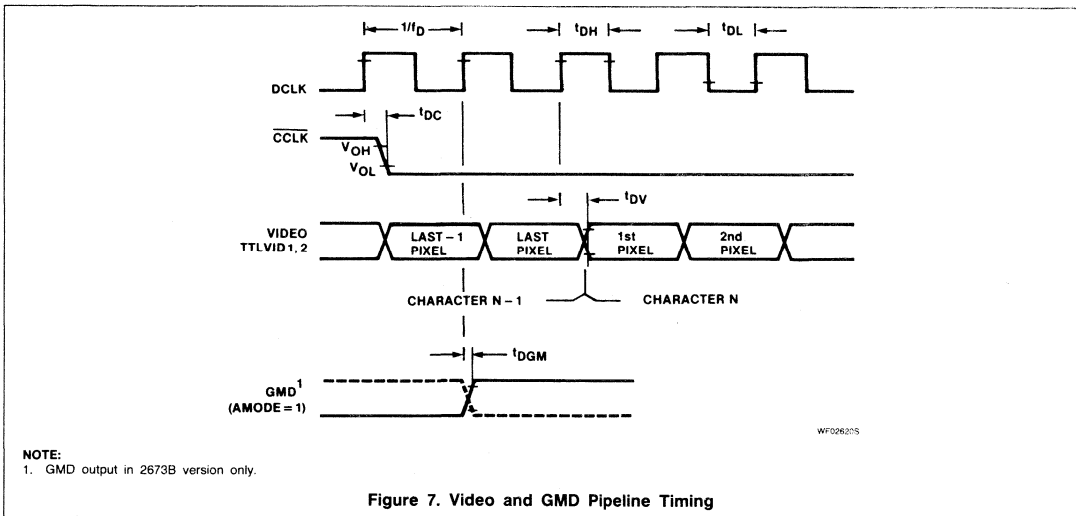 1/fD
tDH
tDL
DCLK
tDC
CCLK
VOH
VOL
tDV
VIDEO
TTLVID 1, 2
LAST – 1
PIXEL
LAST
PIXEL
1st
PIXEL
2nd
PIXEL
CHARACTER N – 1
CHARACTER N
tDGM
GMD1
(AMODE = 1)
WF02620S
NOTE:
1. GMD output in 2673B version only.
Figure 7. Video and GMD Pipeline Timing